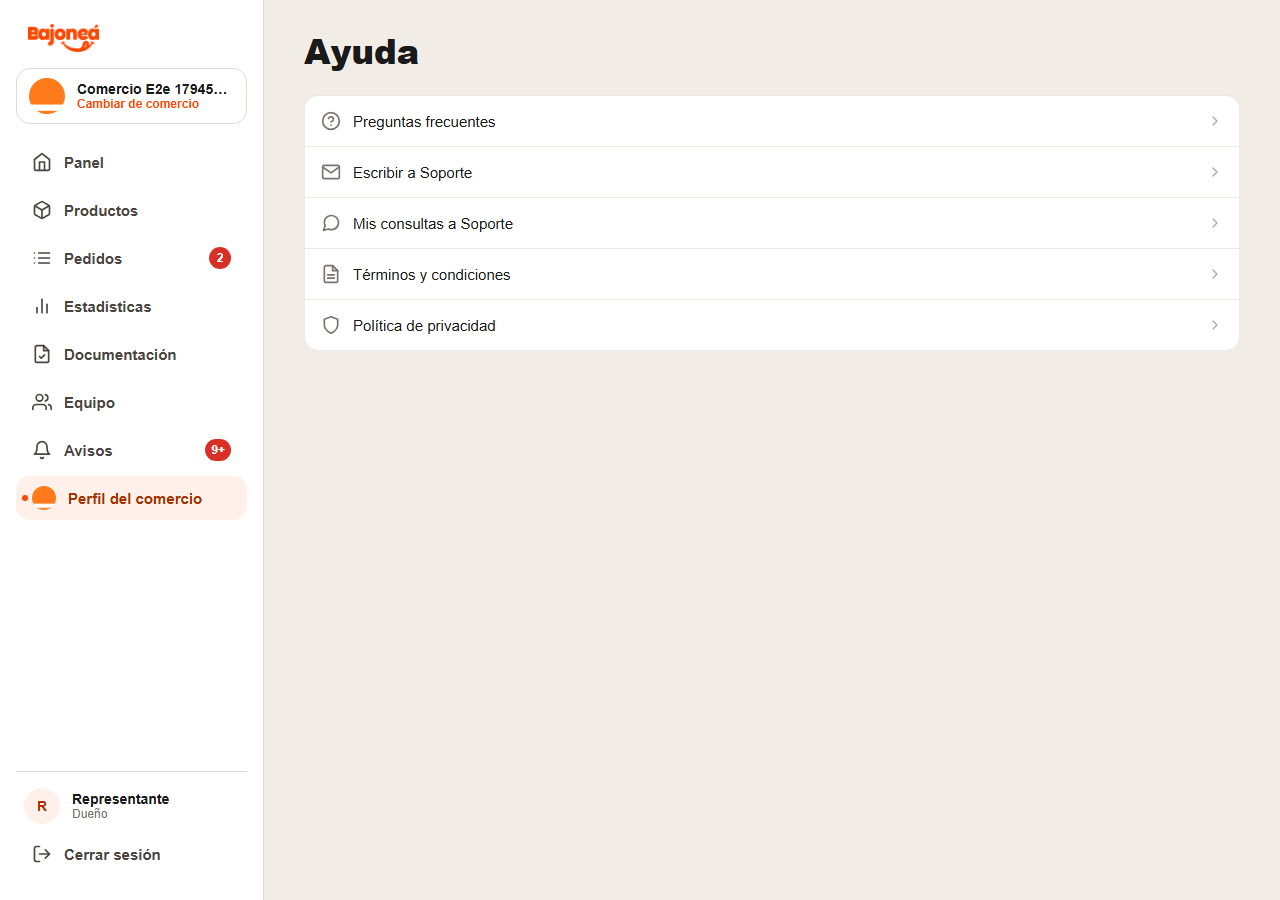 Bajoneá
Comercio E2e 17945...
Cambiar de comercio
Panel
Productos
Pedidos 2
Estadísticas
Documentación
Equipo
Avisos 9+
Perfil del comercio
R
Representante
Dueño
Cerrar sesión
Ayuda
Preguntas frecuentes
Escribir a Soporte
Mis consultas a Soporte
Términos y condiciones
Política de privacidad